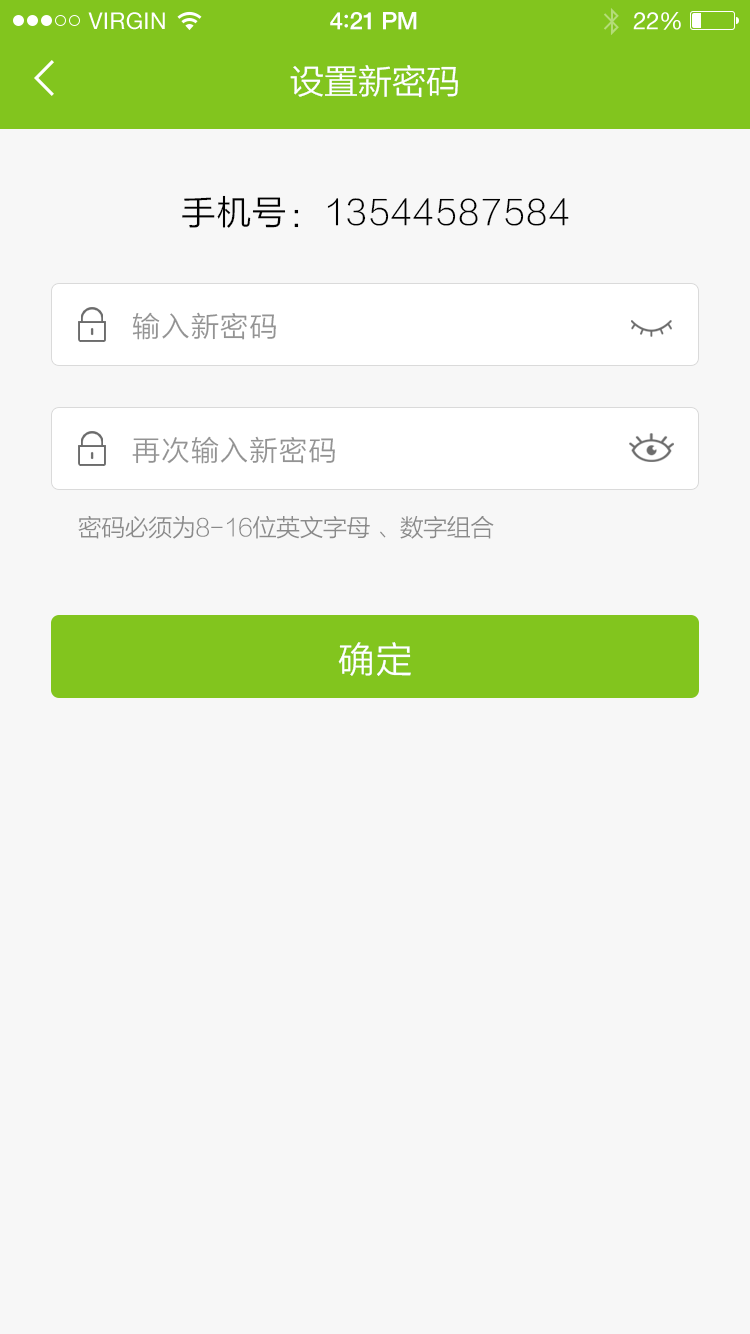 VIRGIN 4:21 PM 22%
设置新密码
手机号：13544587584
输入新密码
再次输入新密码
密码必须为8-16位英文字母、数字组合
确定